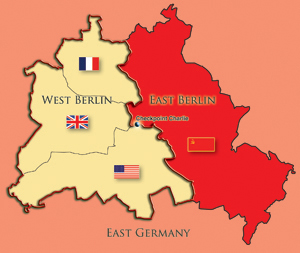 West Berlin
East Berlin
Checkpoint Charlie
East Germany